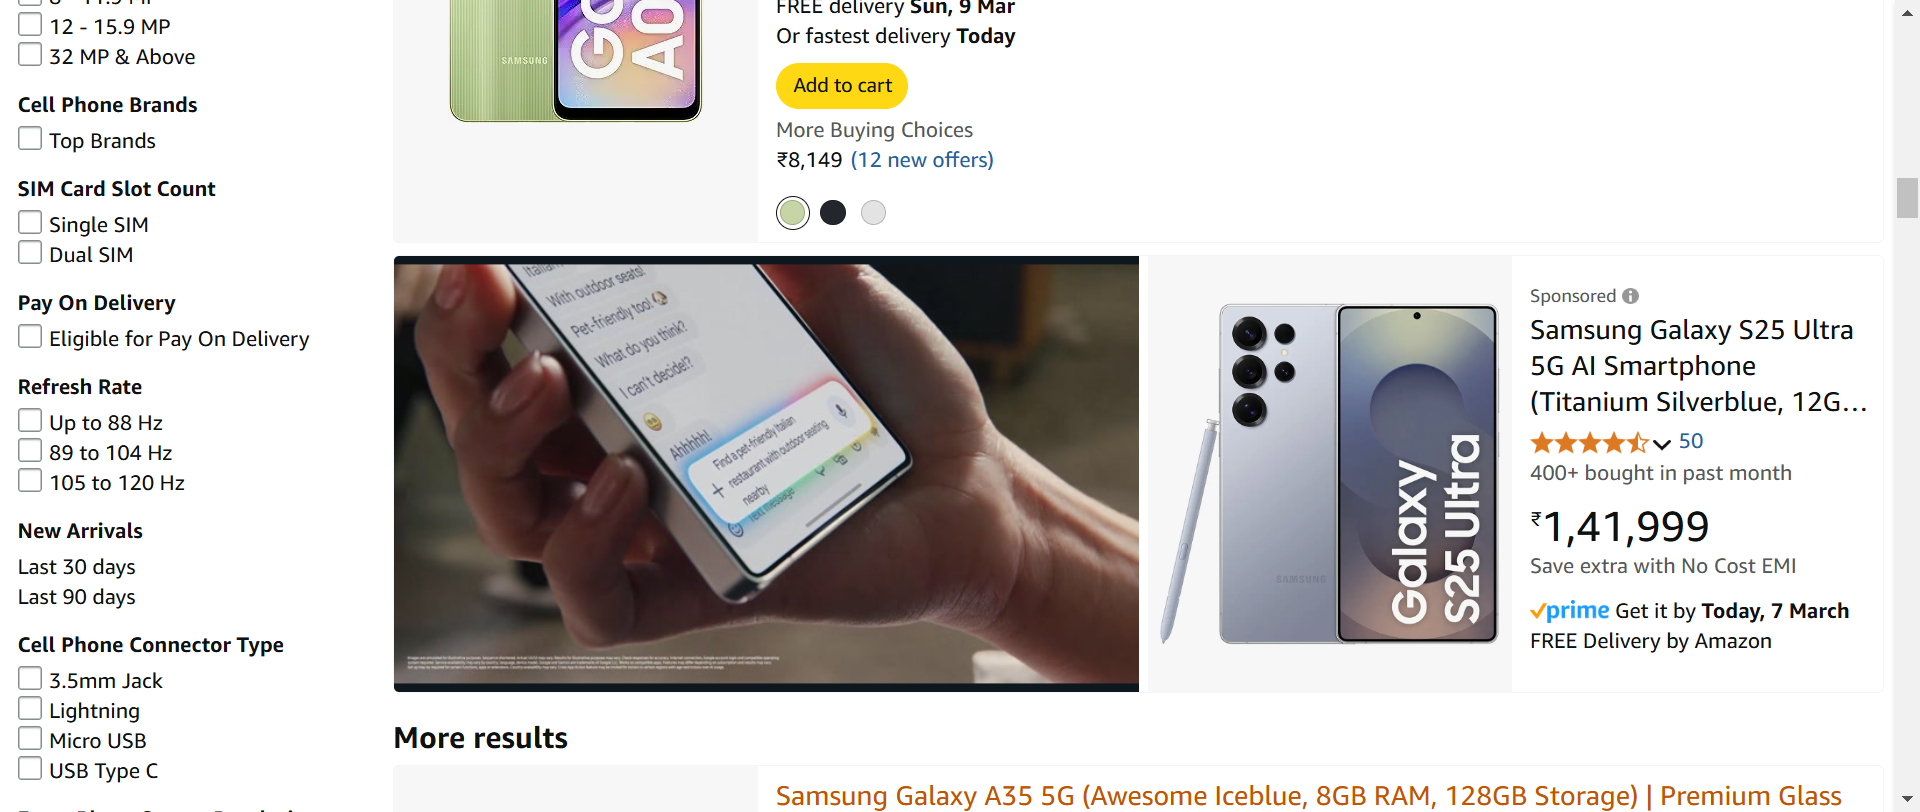 12 - 15.9 MP
32 MP & Above
Cell Phone Brands
Top Brands
SIM Card Slot Count
Single SIM
Dual SIM
Pay On Delivery
Eligible for Pay On Delivery
Refresh Rate
Up to 88 Hz
89 to 104 Hz
105 to 120 Hz
New Arrivals
Last 30 days
Last 90 days
Cell Phone Connector Type
3.5mm Jack
Lightning
Micro USB
USB Type C
SAMSUNG
FREE delivery Sun, 9 Mar
Or fastest delivery Today
Add to cart
More Buying Choices
₹8,149 (12 new offers)
With outdoor seats!
Pet-friendly too!
What do you think?
I can't decide!?
Ahhhhh!
Find a pet-friendly Italian
restaurant with outdoor seating
nearby
Text message
SAMSUNG
Galaxy
S25 Ultra
Sponsored
Samsung Galaxy S25 Ultra
5G AI Smartphone
(Titanium Silverblue, 12G...
50
400+ bought in past month
₹1,41,999
Save extra with No Cost EMI
prime Get it by Today, 7 March
FREE Delivery by Amazon
More results
Samsung Galaxy A35 5G (Awesome Iceblue, 8GB RAM, 128GB Storage) | Premium Glass